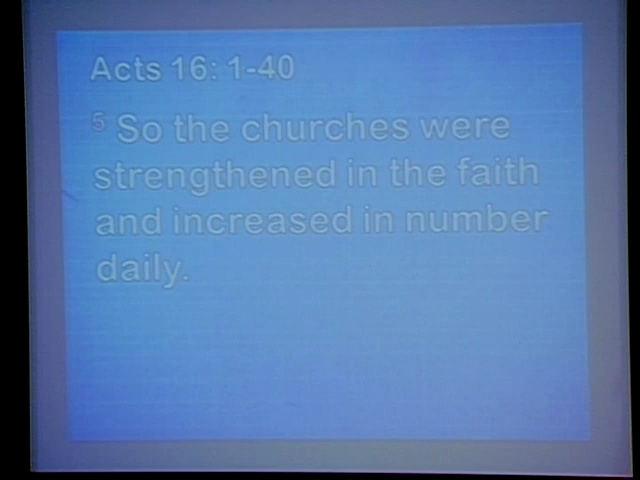 Acts 16: 1-40
5 So the churches were
strengthened in the faith
and increased in number
daily.